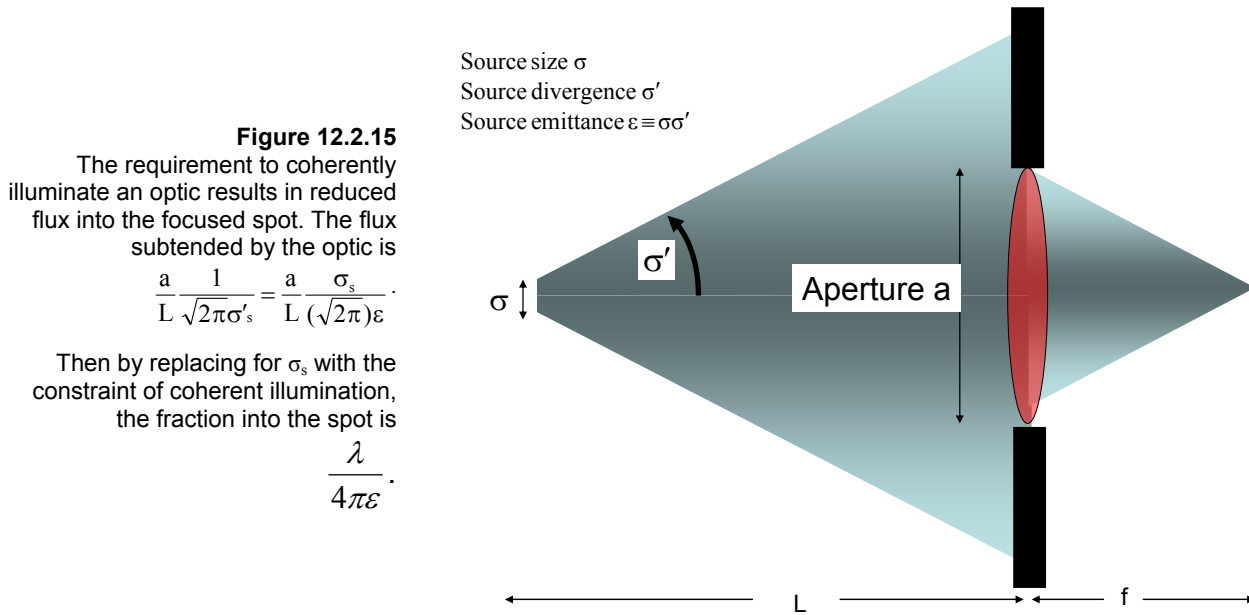 Figure 12.2.15
The requirement to coherently
illuminate an optic results in reduced
flux into the focused spot. The flux
subtended by the optic is
a/L 1/√2πσ′s = a/L σs/(√2π)ε .
Then by replacing for σs with the
constraint of coherent illumination,
the fraction into the spot is
λ/4πε .
Source size σ
Source divergence σ′
Source emittance ε ≡ σσ′
σ′
σ
Aperture a
L
f